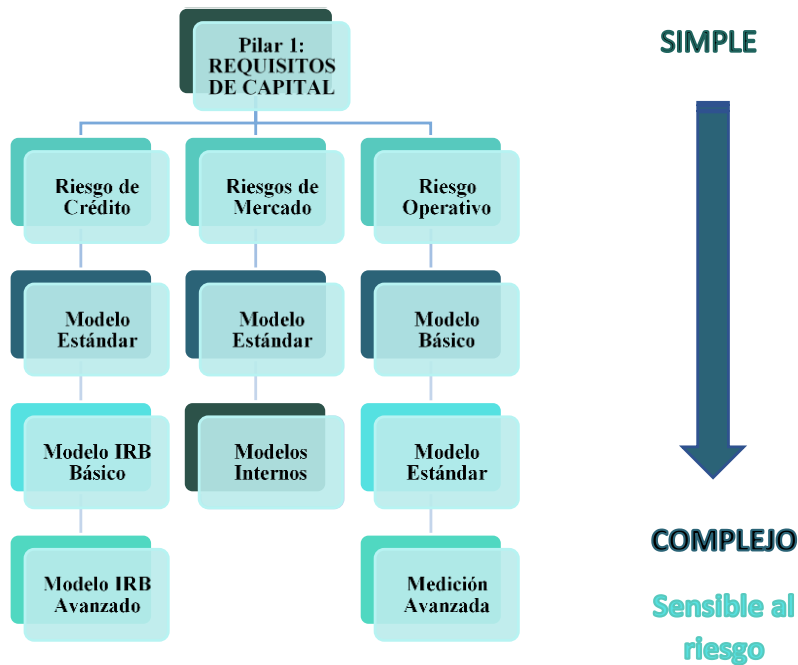 Pilar 1:
REQUISITOS
DE CAPITAL
SIMPLE
Riesgo de
Crédito
Riesgos de
Mercado
Riesgo
Operativo
Modelo
Estándar
Modelo
Estándar
Modelo
Básico
Modelo IRB
Básico
Modelos
Internos
Modelo
Estándar
Modelo IRB
Avanzado
Medición
Avanzada
COMPLEJO
Sensible al
riesgo